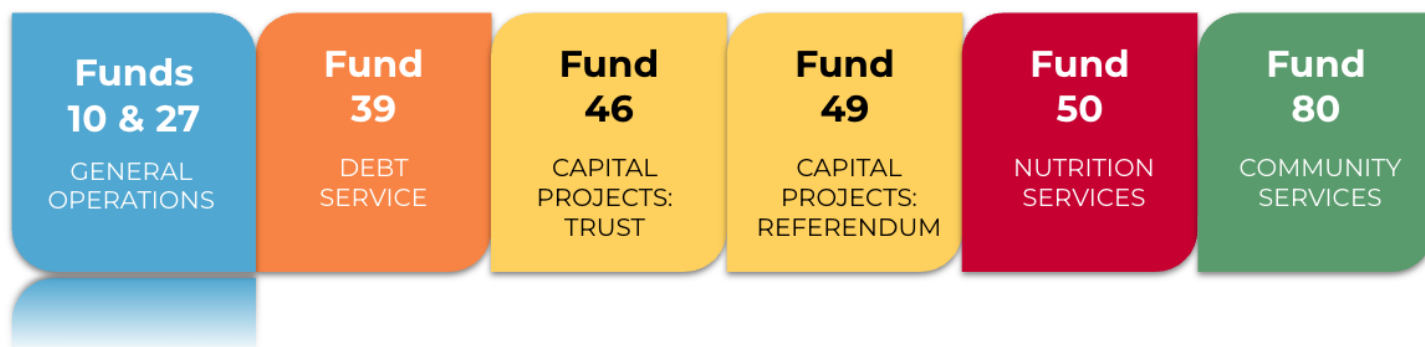 Funds
10 & 27
GENERAL
OPERATIONS
Fund
39
DEBT
SERVICE
Fund
46
CAPITAL
PROJECTS:
TRUST
Fund
49
CAPITAL
PROJECTS:
REFERENDUM
Fund
50
NUTRITION
SERVICES
Fund
80
COMMUNITY
SERVICES